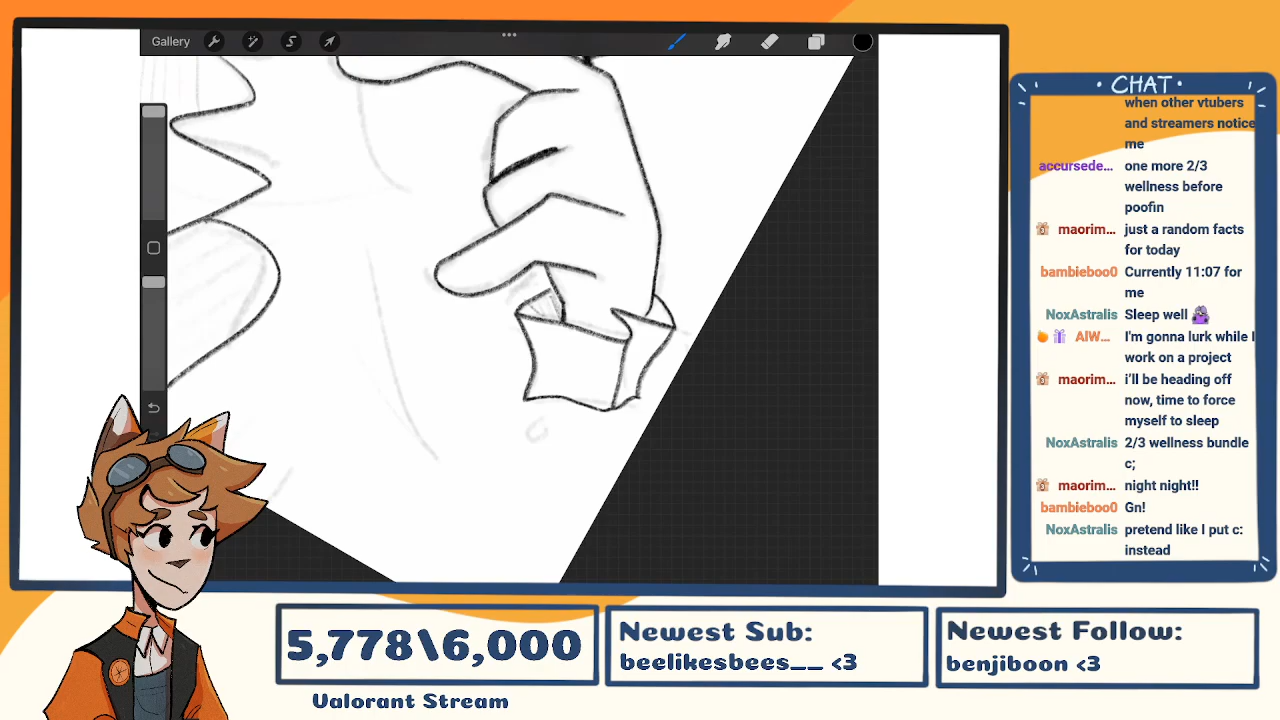 Gallery
CHAT
when other vtubers
and streamers notice
me
accursede... one more 2/3
wellness before
poofin
maorim... just a random facts
for today
bambieboo0 Currently 11:07 for
me
NoxAstralis Sleep well
AlW... I'm gonna lurk while I
work on a project
maorim... i'll be heading off
now, time to force
myself to sleep
NoxAstralis 2/3 wellness bundle
c;
maorim... night night!!
bambieboo0 Gn!
NoxAstralis pretend like I put c:
instead
5,778\6,000
Valorant Stream
Newest Sub:
beelikesbees__ <3
Newest Follow:
benjiboon <3